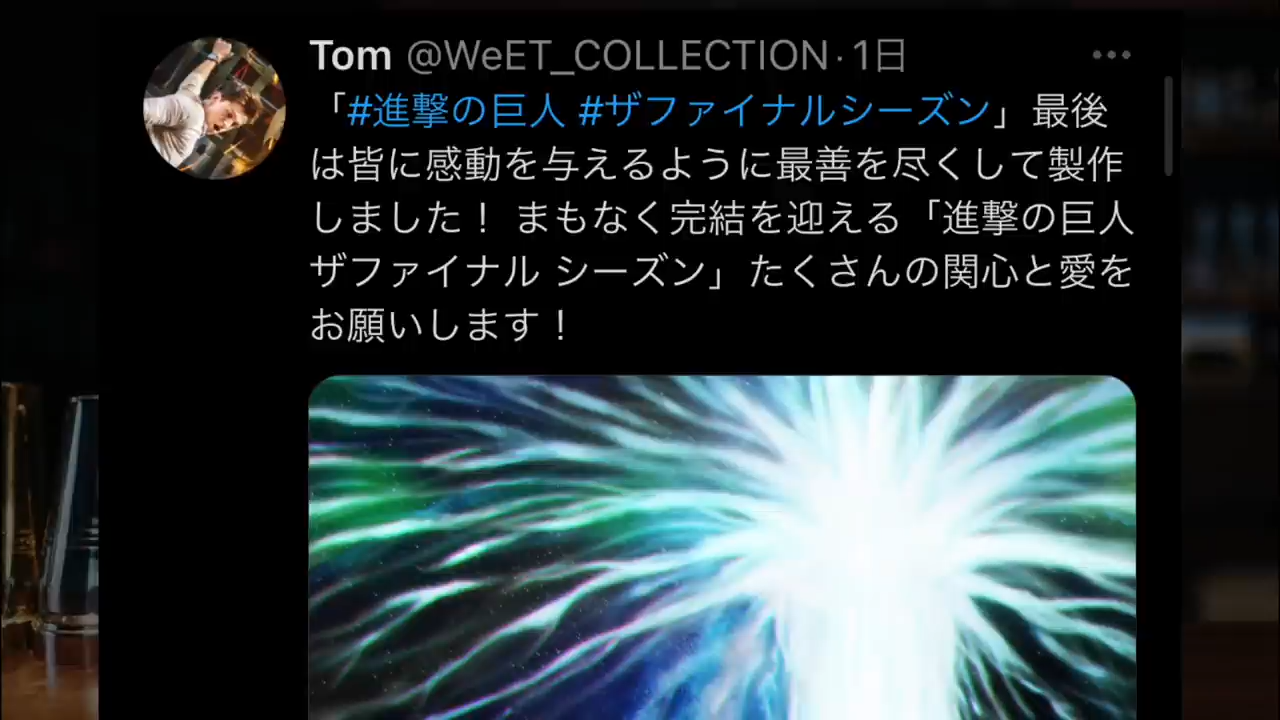 Tom @WeET_COLLECTION · 1日
「#進撃の巨人 #ザファイナルシーズン」最後
は皆に感動を与えるように最善を尽くして製作
しました！ まもなく完結を迎える「進撃の巨人
ザファイナル シーズン」たくさんの関心と愛を
お願いします！